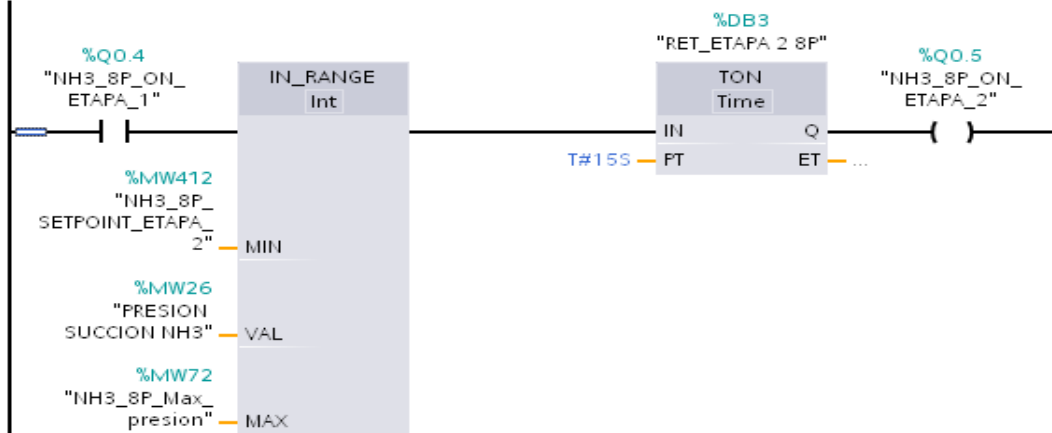 %DB3
"RET_ETAPA 2 8P"
%Q0.4
"NH3_8P_ON_
ETAPA_1"
IN_RANGE
Int
TON
Time
%Q0.5
"NH3_8P_ON_
ETAPA_2"
IN
Q
T#15S
PT
ET
...
%MW412
"NH3_8P_
SETPOINT_ETAPA_
2"
MIN
%MW26
"PRESION
SUCCION NH3"
VAL
%MW72
"NH3_8P_Max_
presion"
MAX